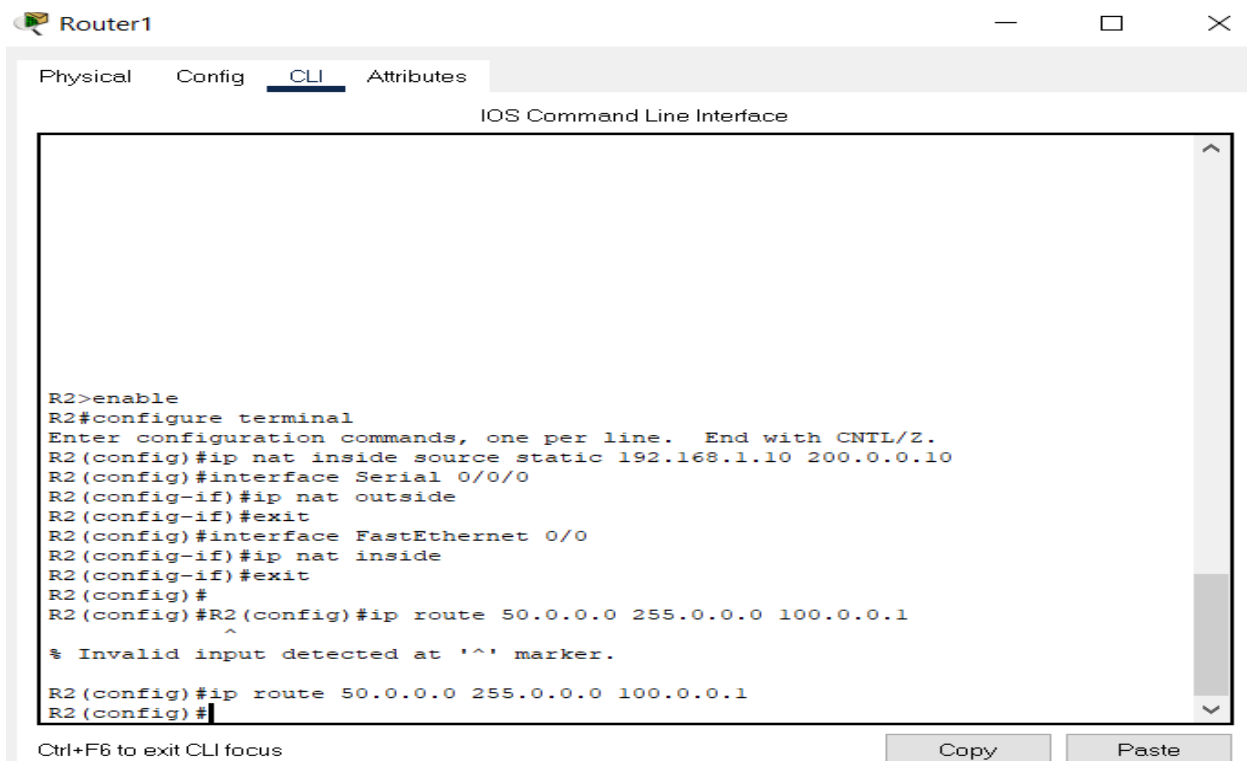 Router1
Physical Config CLI Attributes
IOS Command Line Interface
R2>enable
R2#configure terminal
Enter configuration commands, one per line.  End with CNTL/Z.
R2(config)#ip nat inside source static 192.168.1.10 200.0.0.10
R2(config)#interface Serial 0/0/0
R2(config-if)#ip nat outside
R2(config-if)#exit
R2(config)#interface FastEthernet 0/0
R2(config-if)#ip nat inside
R2(config-if)#exit
R2(config)#
R2(config)#R2(config)#ip route 50.0.0.0 255.0.0.0 100.0.0.1
^
% Invalid input detected at '^' marker.
R2(config)#ip route 50.0.0.0 255.0.0.0 100.0.0.1
R2(config)#
Ctrl+F6 to exit CLI focus Copy Paste